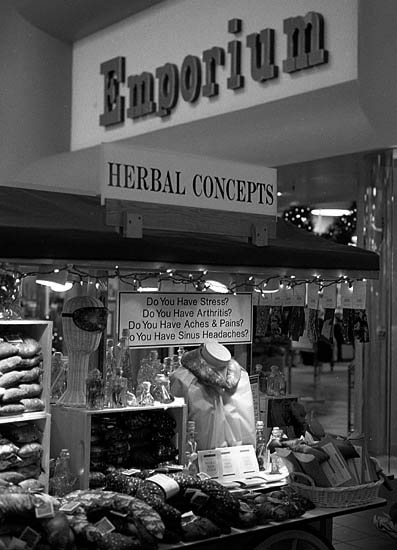 Emporium
HERBAL CONCEPTS
Do You Have Stress?
Do You Have Arthritis?
Do You Have Aches & Pains?
o You Have Sinus Headaches?